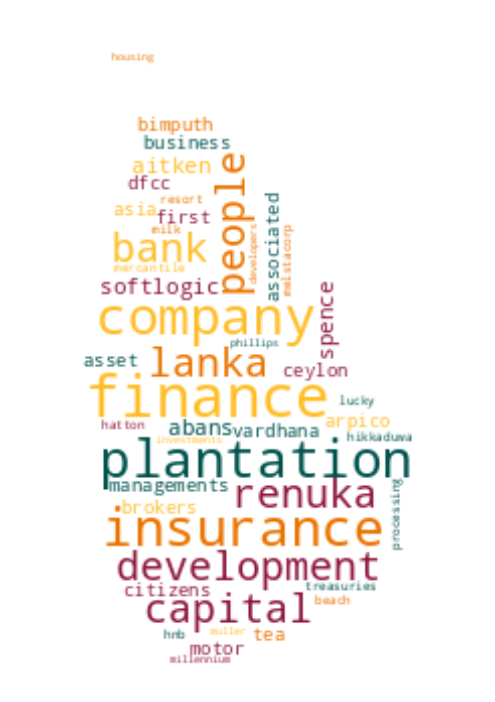 housing
bimputh
business
aitken
people
dfcc
resort
associated
asia
first
milk
developers
melstacorp
bank
mercantile
softlogic
spence
company
phillips
asset
lanka
ceylon
finance
lucky
hatton
abans
vardhana
arpico
hikkaduwa
investments
plantation
managements
renuka
processing
brokers
insurance
development
citizens
treasuries
capital
beach
hnb
muller
tea
motor
millennium